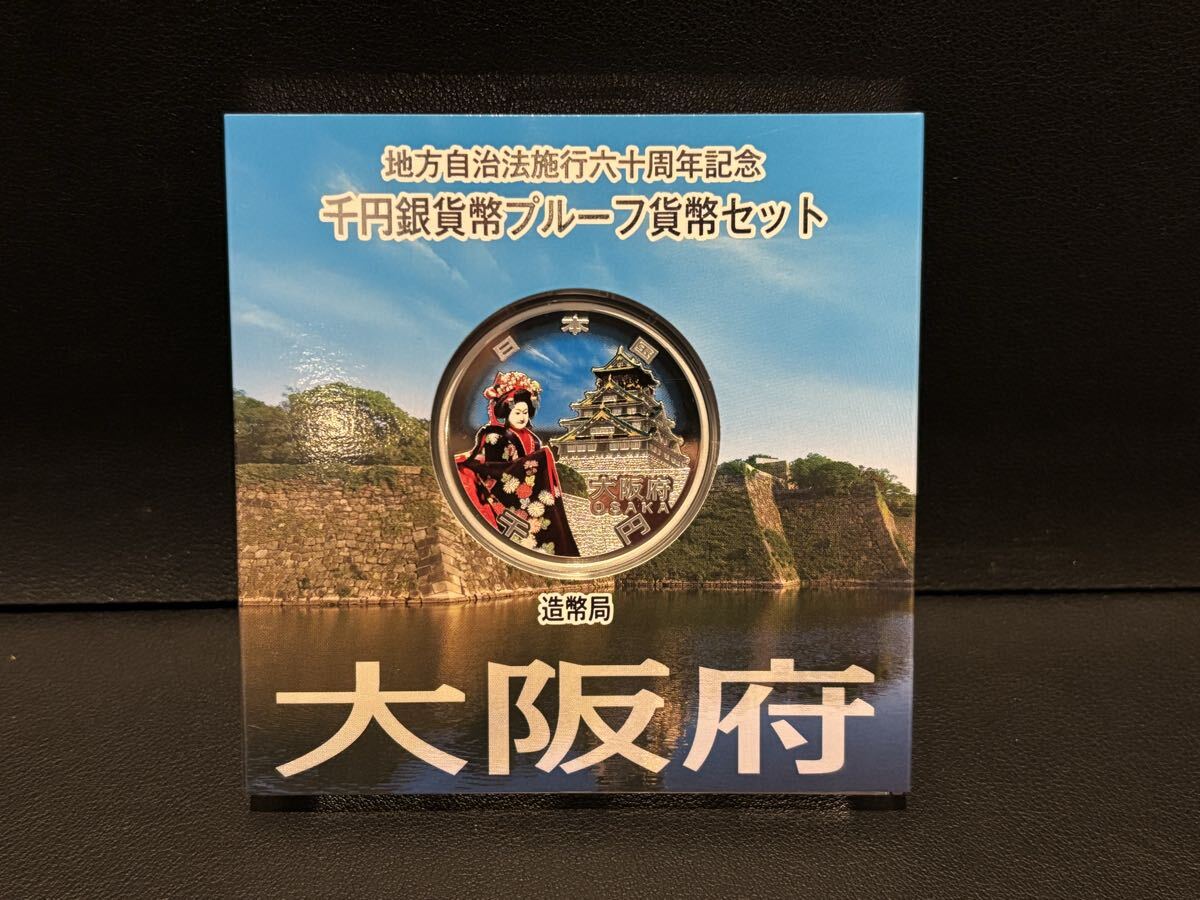 地方自治法施行六十周年記念
千円銀貨幣プルーフ貨幣セット
日本国
大阪府
OSAKA
千円
造幣局
大阪府